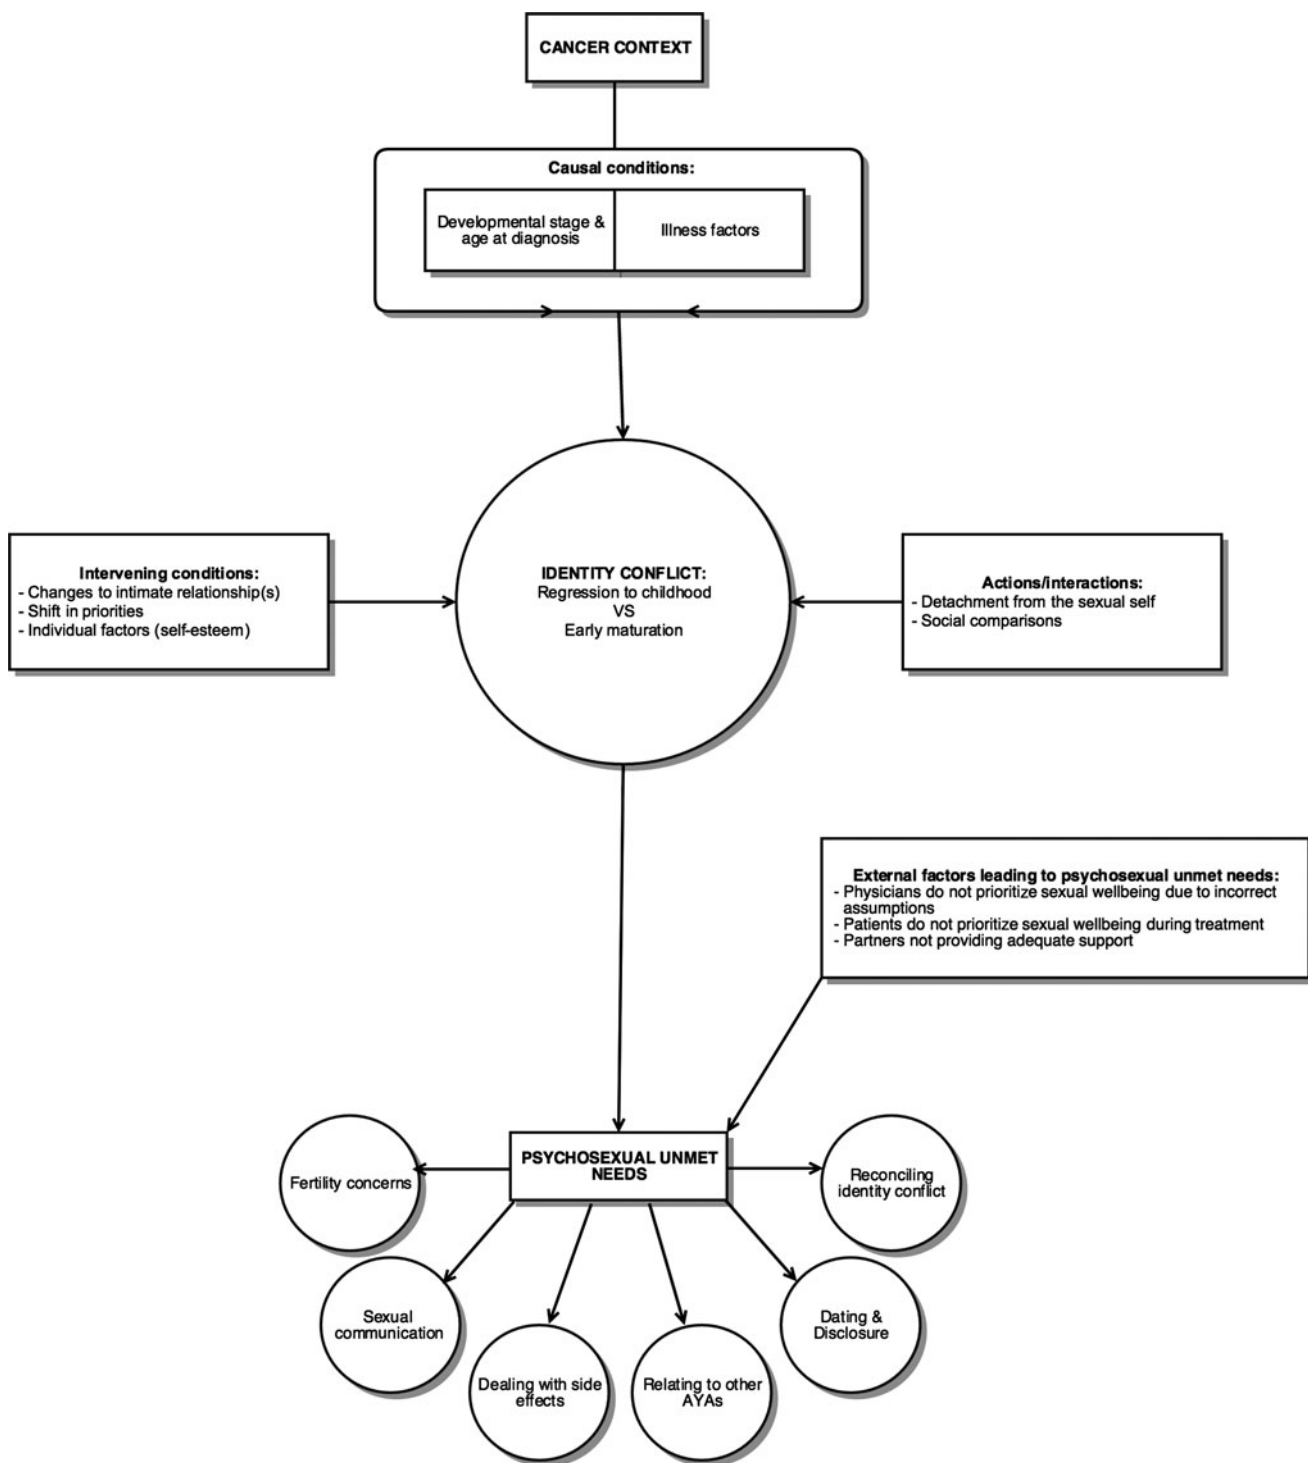 CANCER CONTEXT
Causal conditions:
Developmental stage &
age at diagnosis
Illness factors
IDENTITY CONFLICT:
Regression to childhood
VS
Early maturation
Intervening conditions:
- Changes to intimate relationship(s)
- Shift in priorities
- Individual factors (self-esteem)
Actions/interactions:
- Detachment from the sexual self
- Social comparisons
External factors leading to psychosexual unmet needs:
- Physicians do not prioritize sexual wellbeing due to incorrect
assumptions
- Patients do not prioritize sexual wellbeing during treatment
- Partners not providing adequate support
PSYCHOSEXUAL UNMET
NEEDS
Fertility concerns
Reconciling
identity conflict
Sexual
communication
Dating &
Disclosure
Dealing with side
effects
Relating to other
AYAs